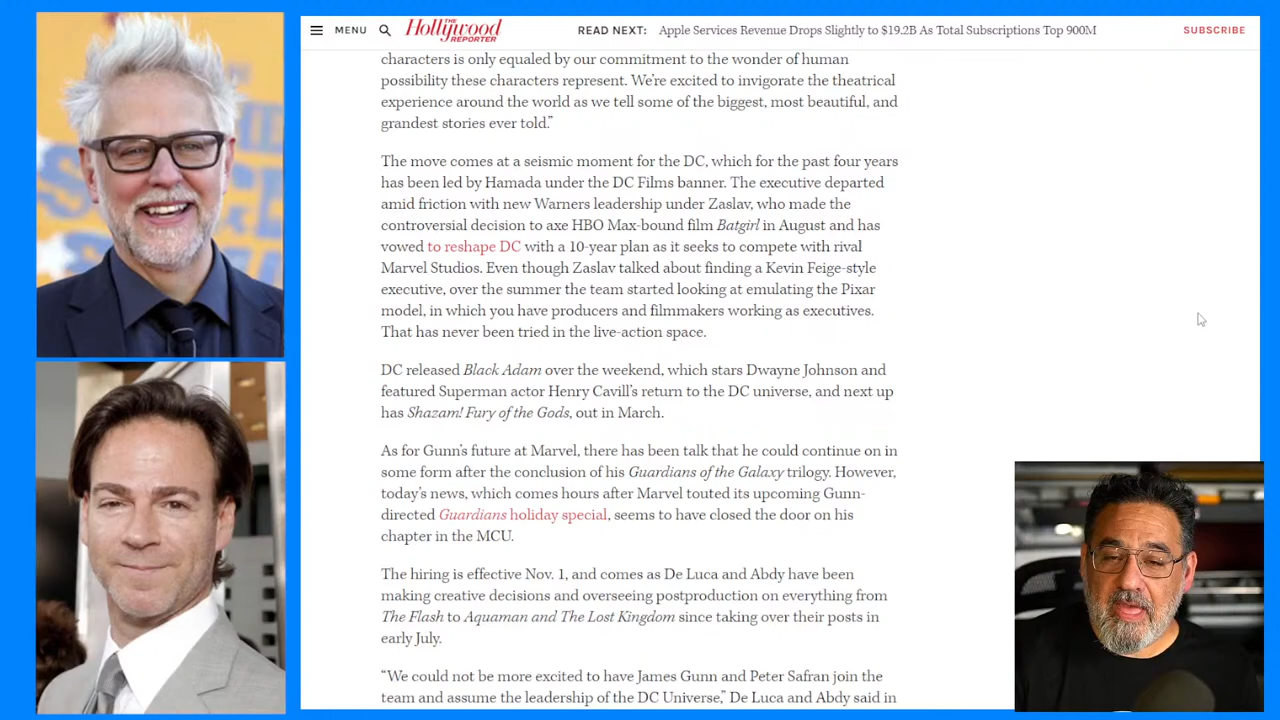 MENU
THE
Hollywood
REPORTER
READ NEXT: Apple Services Revenue Drops Slightly to $19.2B As Total Subscriptions Top 900M
SUBSCRIBE
characters is only equaled by our commitment to the wonder of human
possibility these characters represent. We're excited to invigorate the theatrical
experience around the world as we tell some of the biggest, most beautiful, and
grandest stories ever told."
The move comes at a seismic moment for the DC, which for the past four years
has been led by Hamada under the DC Films banner. The executive departed
amid friction with new Warners leadership under Zaslav, who made the
controversial decision to axe HBO Max-bound film Batgirl in August and has
vowed to reshape DC with a 10-year plan as it seeks to compete with rival
Marvel Studios. Even though Zaslav talked about finding a Kevin Feige-style
executive, over the summer the team started looking at emulating the Pixar
model, in which you have producers and filmmakers working as executives.
That has never been tried in the live-action space.
DC released Black Adam over the weekend, which stars Dwayne Johnson and
featured Superman actor Henry Cavill's return to the DC universe, and next up
has Shazam! Fury of the Gods, out in March.
As for Gunn's future at Marvel, there has been talk that he could continue on in
some form after the conclusion of his Guardians of the Galaxy trilogy. However,
today's news, which comes hours after Marvel touted its upcoming Gunn-
directed Guardians holiday special, seems to have closed the door on his
chapter in the MCU.
The hiring is effective Nov. 1, and comes as De Luca and Abdy have been
making creative decisions and overseeing postproduction on everything from
The Flash to Aquaman and The Lost Kingdom since taking over their posts in
early July.
"We could not be more excited to have James Gunn and Peter Safran join the
team and assume the leadership of the DC Universe," De Luca and Abdy said in